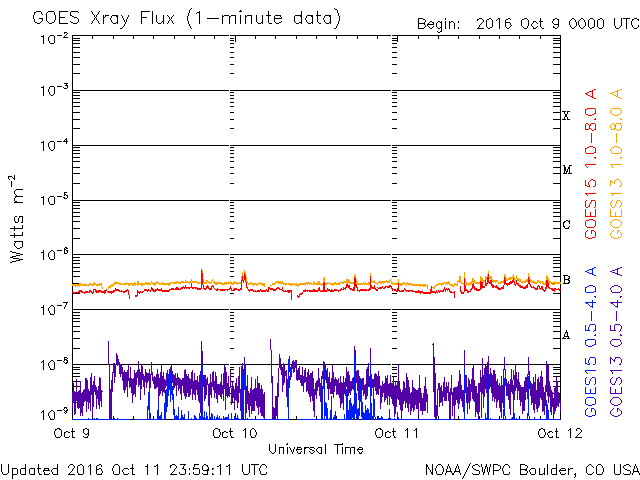 GOES Xray Flux (1-minute data)
Begin: 2016 Oct 9 0000 UTC
10-2
10-3
10-4
10-5
10-6
10-7
10-8
10-9
Watts m-2
X
M
C
B
A
GOES15 1.0-8.0 A
GOES13 1.0-8.0 A
GOES15 0.5-4.0 A
GOES13 0.5-4.0 A
Oct 9
Oct 10
Oct 11
Oct 12
Universal Time
Updated 2016 Oct 11 23:59:11 UTC
NOAA/SWPC Boulder, CO USA